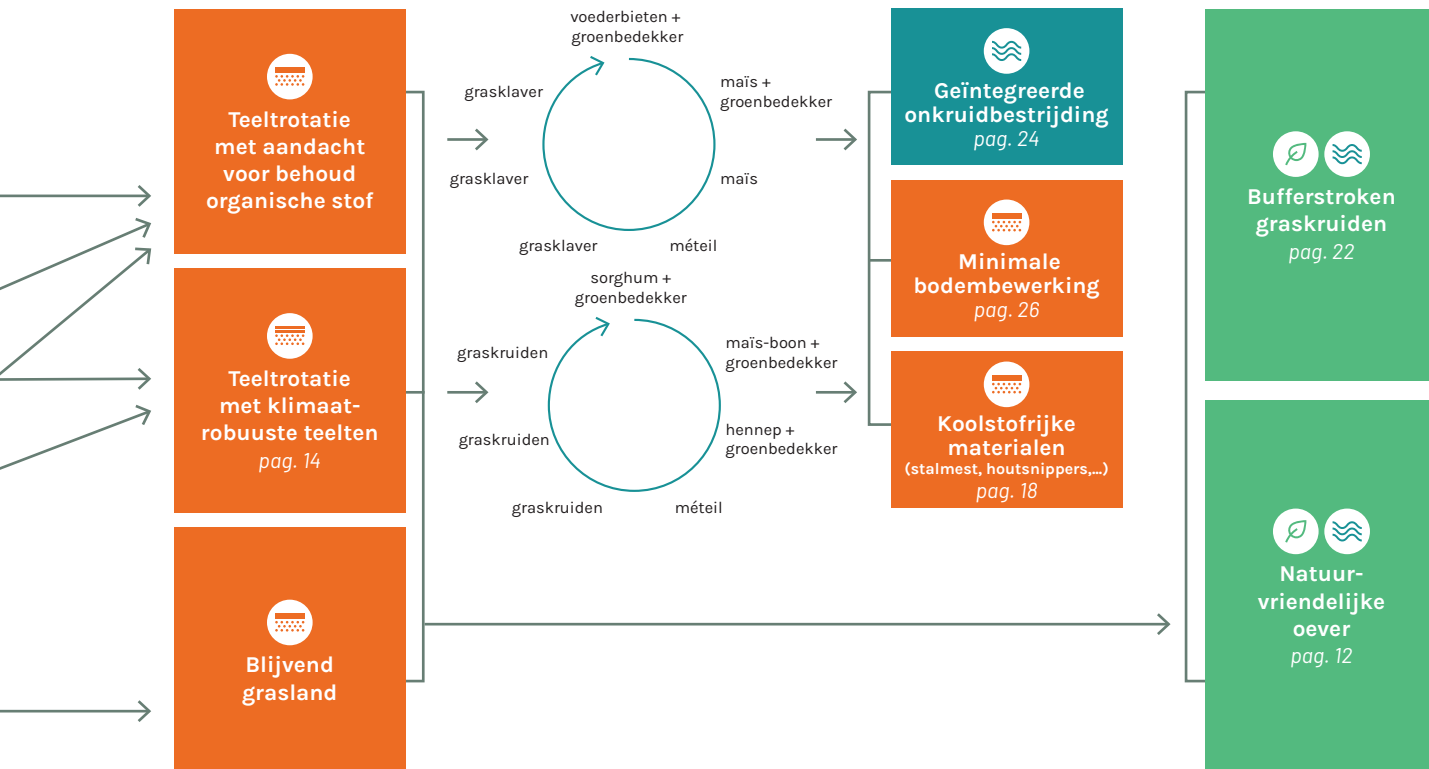 Teeltrotatie
met aandacht
voor behoud
organische stof
Teeltrotatie
met klimaat-
robuuste teelten
pag. 14
Blijvend
grasland
voederbieten +
groenbedekker
maïs +
groenbedekker
maïs
méteil
grasklaver
grasklaver
grasklaver
sorghum +
groenbedekker
maïs-boon +
groenbedekker
hennep +
groenbedekker
méteil
graskruiden
graskruiden
graskruiden
Geïntegreerde
onkruidbestrijding
pag. 24
Minimale
bodembewerking
pag. 26
Koolstofrijke
materialen
(stalmest, houtsnippers,...)
pag. 18
Bufferstroken
graskruiden
pag. 22
Natuur-
vriendelijke
oever
pag. 12